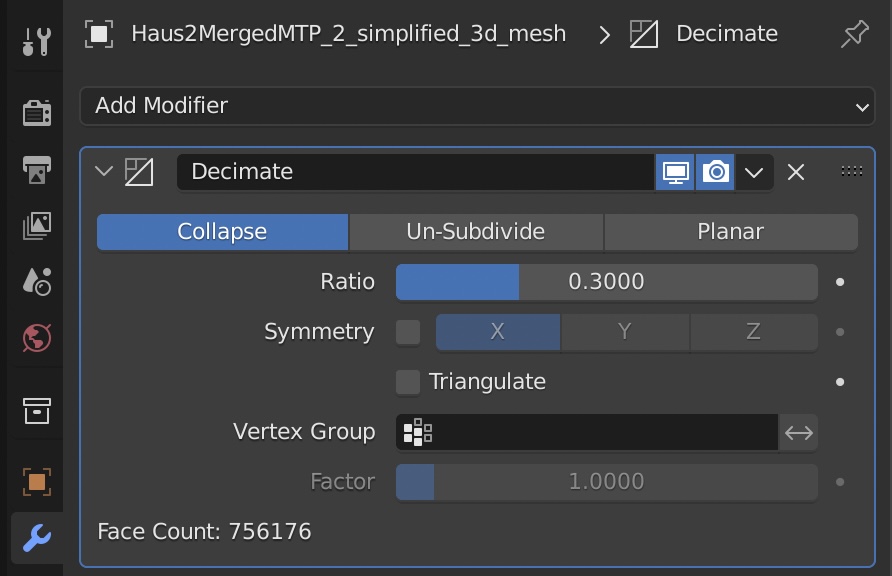 Haus2MergedMTP_2_simplified_3d_mesh > Decimate
Add Modifier
Decimate
Collapse Un-Subdivide Planar
Ratio 0.3000
Symmetry X Y Z
Triangulate
Vertex Group
Factor 1.0000
Face Count: 756176